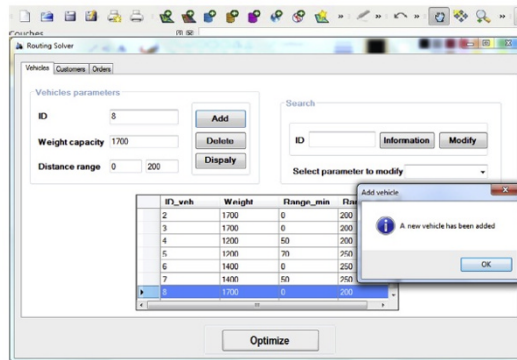 Couches
Routing Solver
Vehicles Customers Orders
Vehicles parameters
ID 8
Add
Weight capacity 1700
Delete
Distance range 0 200
Dispaly
Search
ID
Information
Modify
Select parameter to modify
ID_veh Weight Range_min
2 1700 0 200
3 1700 0 200
4 1200 50 200
5 1200 70 250
6 1400 0 250
7 1400 50 250
8 1700 0 200
Add vehicle
A new vehicle has been added
OK
Optimize